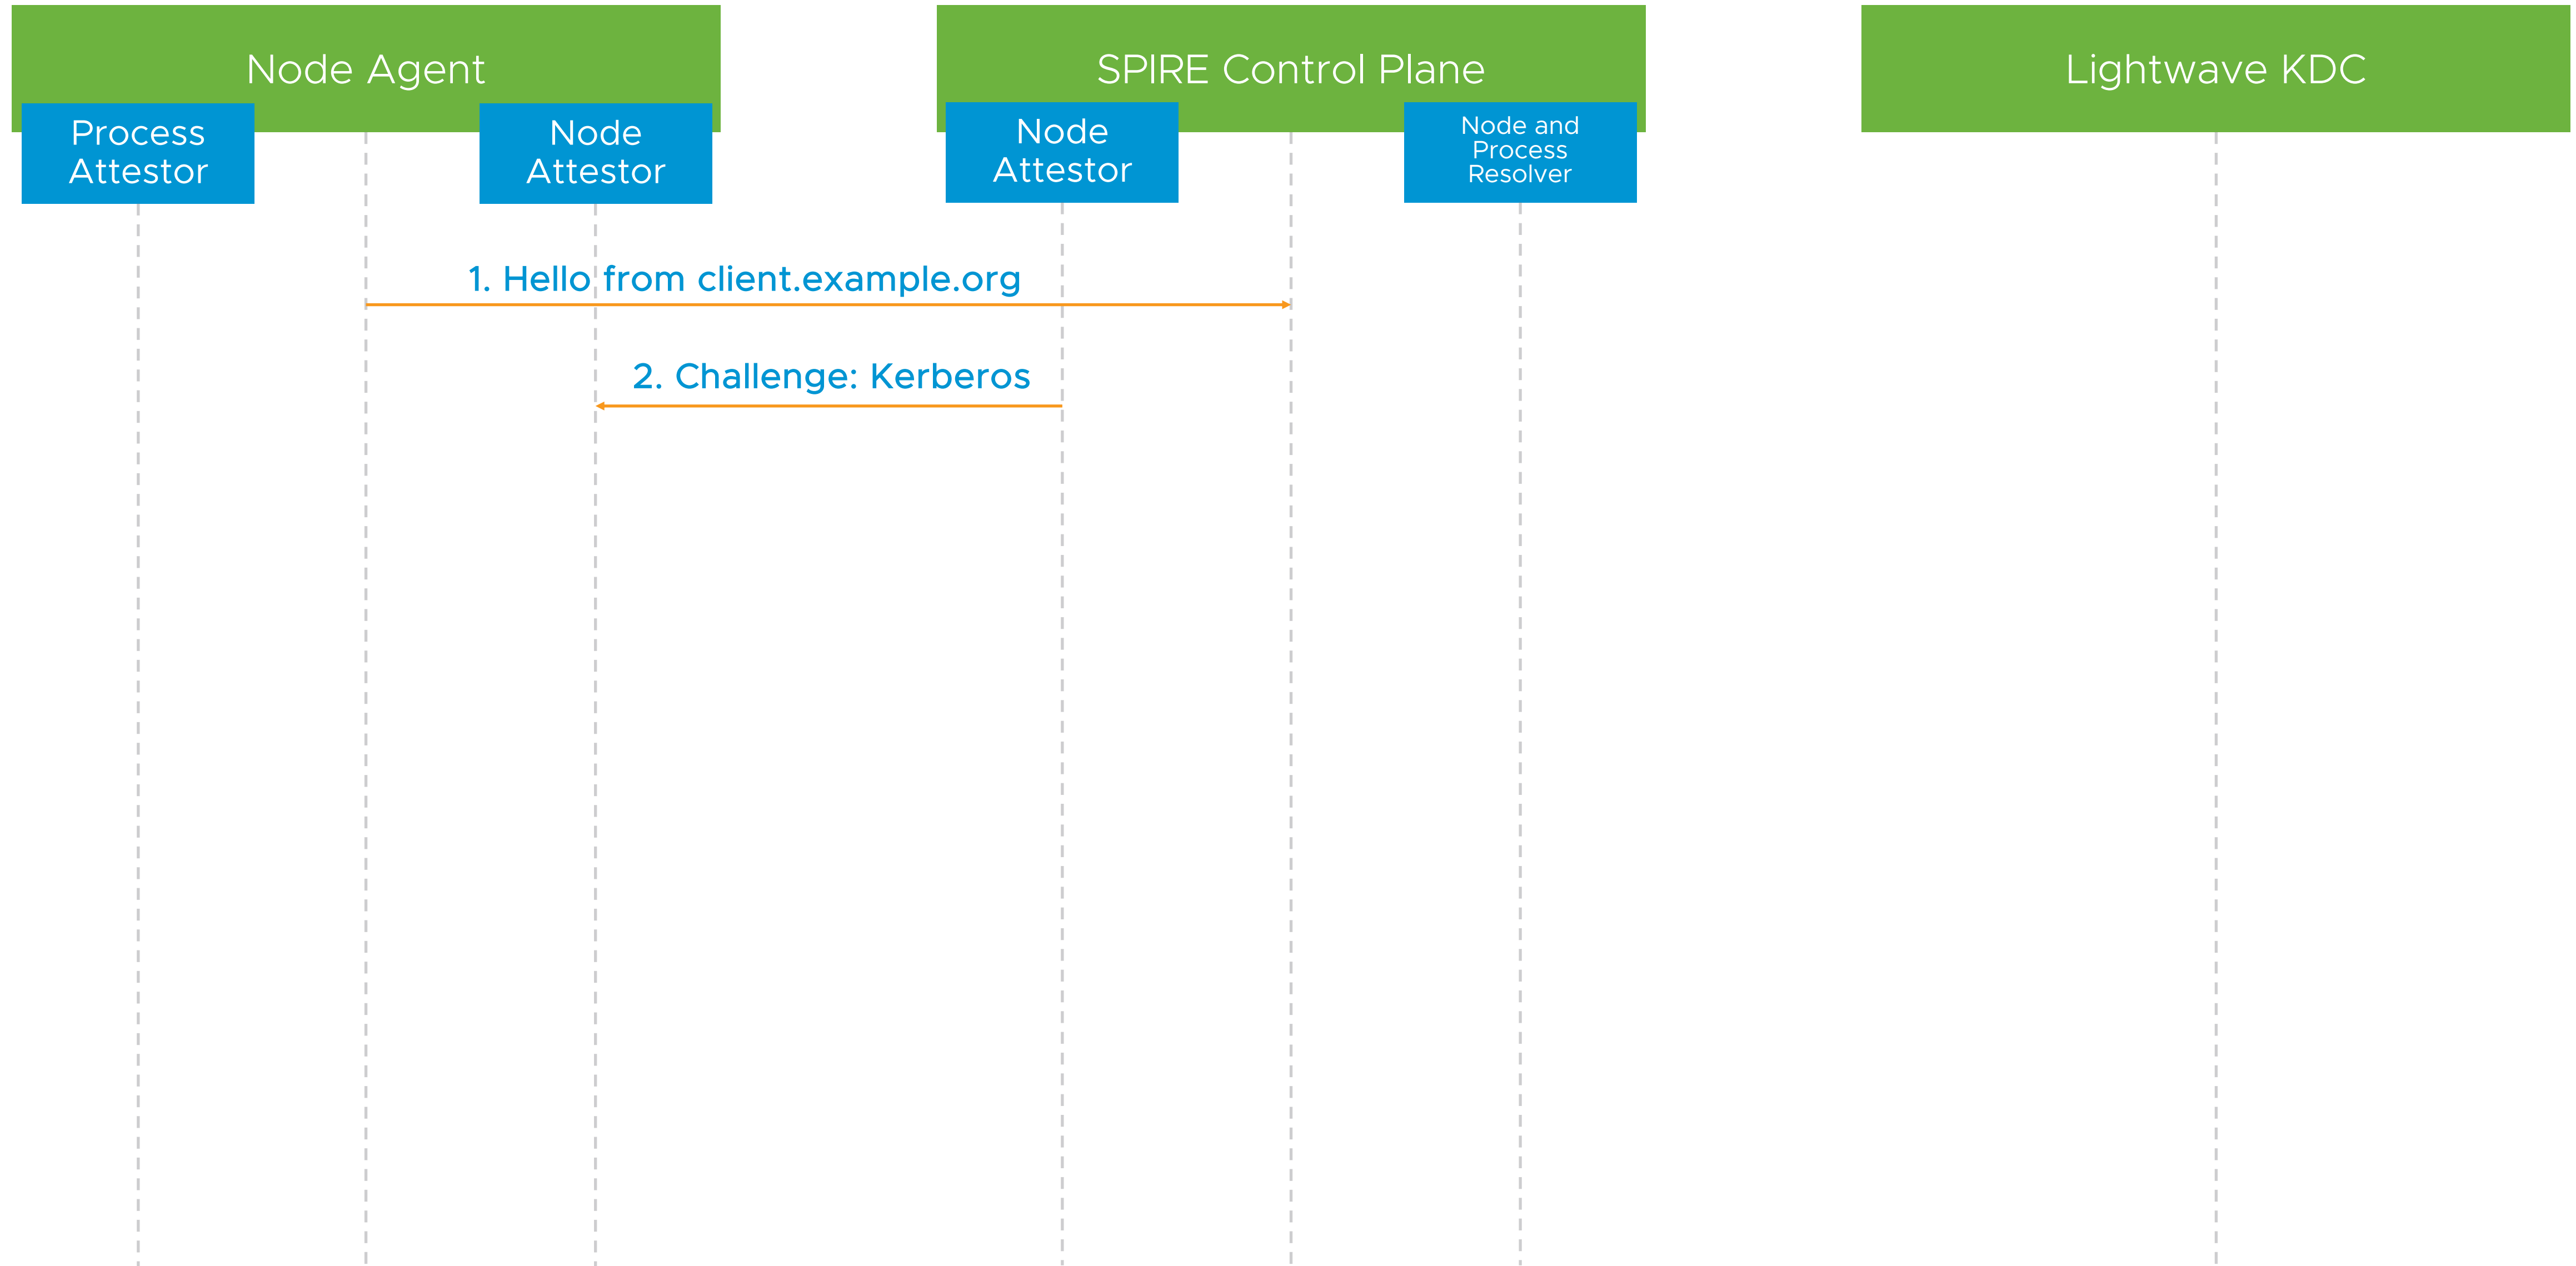 Node Agent
SPIRE Control Plane
Lightwave KDC
Process
Attestor
Node
Attestor
Node
Attestor
Node and
Process
Resolver
1. Hello from client.example.org
2. Challenge: Kerberos